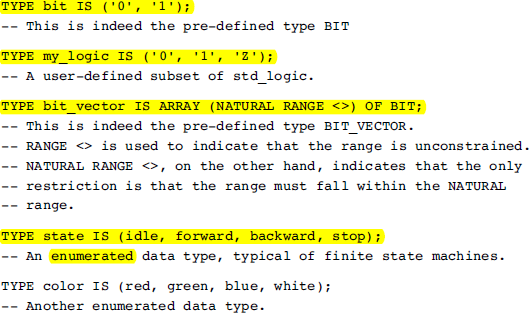 TYPE bit IS ('0', '1');
-- This is indeed the pre-defined type BIT
TYPE my_logic IS ('0', '1', 'Z');
-- A user-defined subset of std_logic.
TYPE bit_vector IS ARRAY (NATURAL RANGE <>) OF BIT;
-- This is indeed the pre-defined type BIT_VECTOR.
-- RANGE <> is used to indicate that the range is unconstrained.
-- NATURAL RANGE <>, on the other hand, indicates that the only
-- restriction is that the range must fall within the NATURAL
-- range.
TYPE state IS (idle, forward, backward, stop);
-- An enumerated data type, typical of finite state machines.
TYPE color IS (red, green, blue, white);
-- Another enumerated data type.